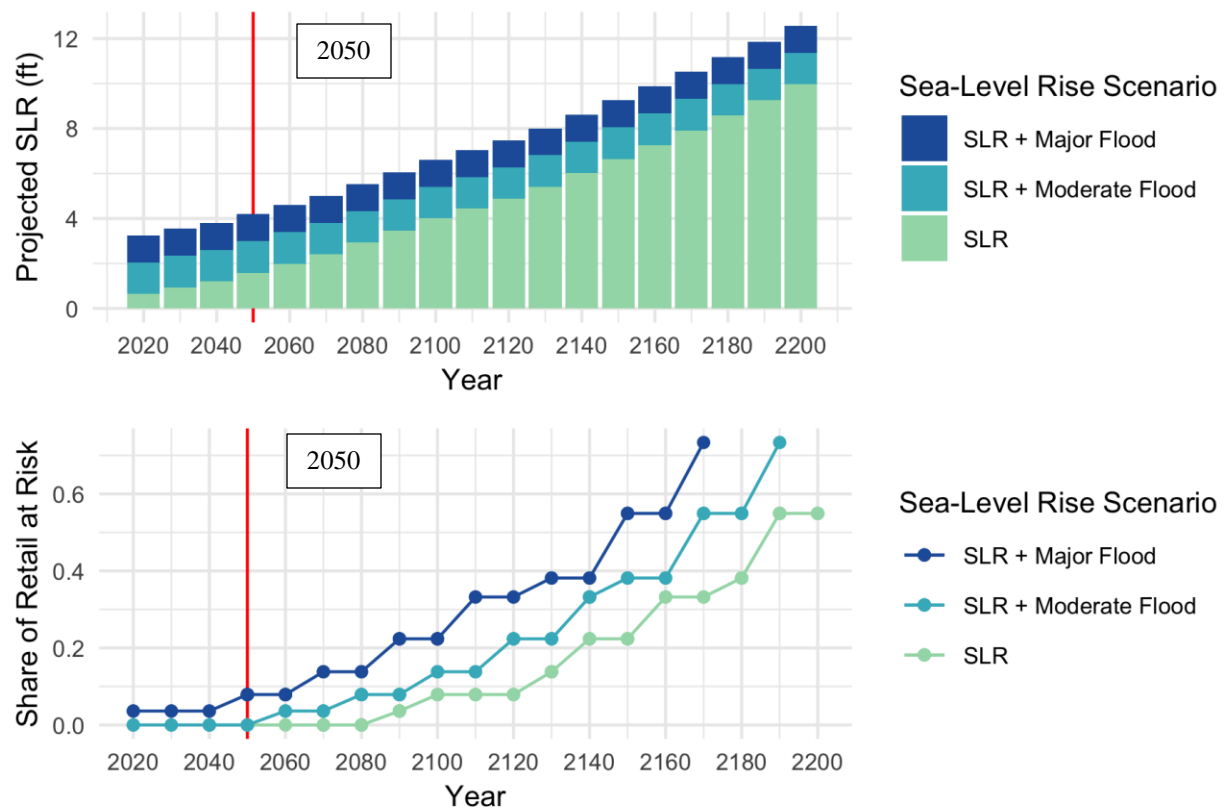 12
8
4
0
Projected SLR (ft)
2050
2020 2040 2060 2080 2100 2120 2140 2160 2180 2200
Year
Sea-Level Rise Scenario
SLR + Major Flood
SLR + Moderate Flood
SLR
0.6
0.4
0.2
0.0
Share of Retail at Risk
2050
2020 2040 2060 2080 2100 2120 2140 2160 2180 2200
Year
Sea-Level Rise Scenario
SLR + Major Flood
SLR + Moderate Flood
SLR